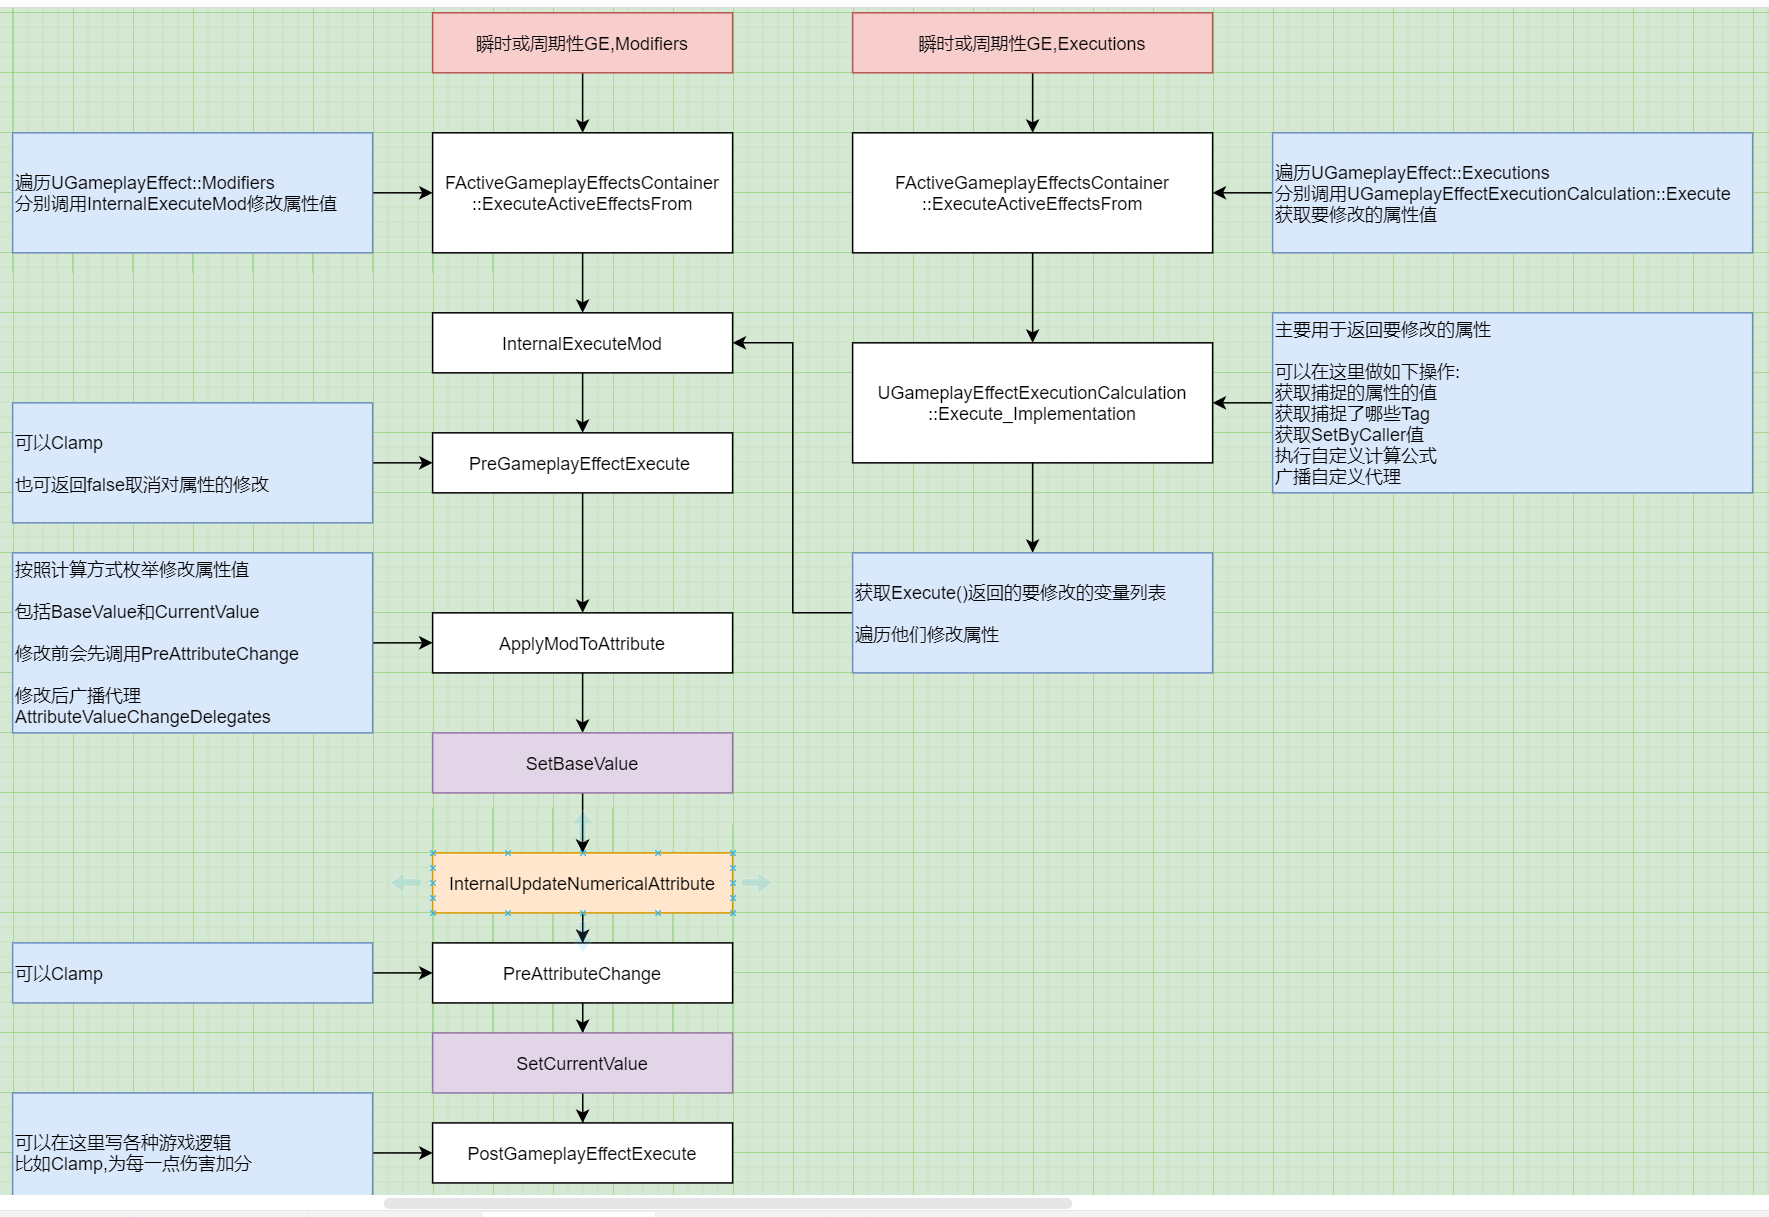 瞬时或周期性GE,Modifiers
瞬时或周期性GE,Executions
遍历UGameplayEffect::Modifiers
分别调用InternalExecuteMod修改属性值
FActiveGameplayEffectsContainer
::ExecuteActiveEffectsFrom
FActiveGameplayEffectsContainer
::ExecuteActiveEffectsFrom
遍历UGameplayEffect::Executions
分别调用UGameplayEffectExecutionCalculation::Execute
获取要修改的属性值
InternalExecuteMod
UGameplayEffectExecutionCalculation
::Execute_Implementation
主要用于返回要修改的属性
可以在这里做如下操作:
获取捕捉的属性的值
获取捕捉了哪些Tag
获取SetByCaller值
执行自定义计算公式
广播自定义代理
可以Clamp
也可返回false取消对属性的修改
PreGameplayEffectExecute
按照计算方式枚举修改属性值
包括BaseValue和CurrentValue
修改前会先调用PreAttributeChange
修改后广播代理
AttributeValueChangeDelegates
ApplyModToAttribute
获取Execute()返回的要修改的变量列表
遍历他们修改属性
SetBaseValue
InternalUpdateNumericalAttribute
可以Clamp
PreAttributeChange
SetCurrentValue
可以在这里写各种游戏逻辑
比如Clamp,为每一点伤害加分
PostGameplayEffectExecute